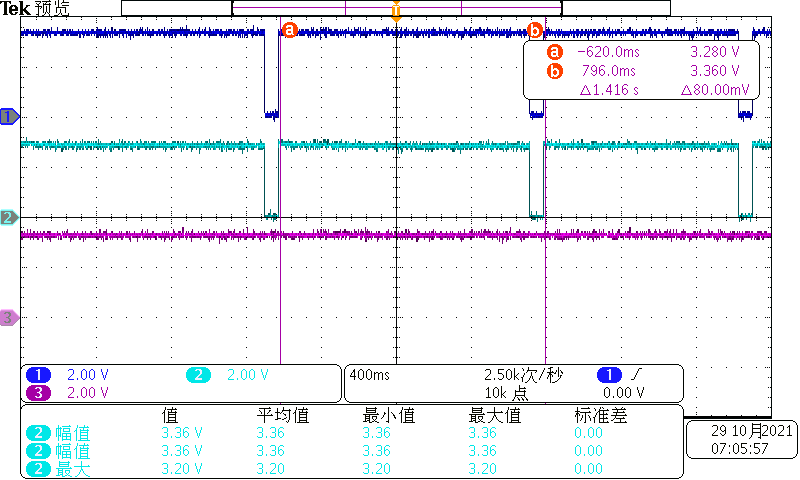 Tek 预览
a b
a -620.0ms 3.280 V
b 796.0ms 3.360 V
△1.416 s △80.00mV
1
2
3
1 2.00 V 2 2.00 V
3 2.00 V
400ms 2.50k次/秒 1
10k 点 0.00 V
值 平均值 最小值 最大值 标准差
2 幅值 3.36 V 3.36 3.36 3.36 0.00
2 幅值 3.36 V 3.36 3.36 3.36 0.00
2 最大 3.20 V 3.20 3.20 3.20 0.00
29 10月2021
07:05:57